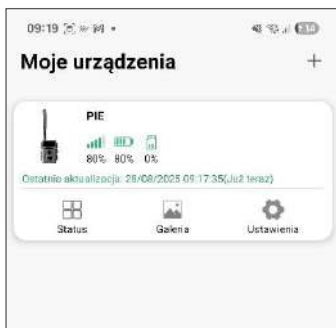 09:19
Moje urządzenia
PIE
80% 80% 0%
Ostatnio aktualizacja: 28/08/2025 09:17:35(Już teraz)
Status Galeria Ustawienia